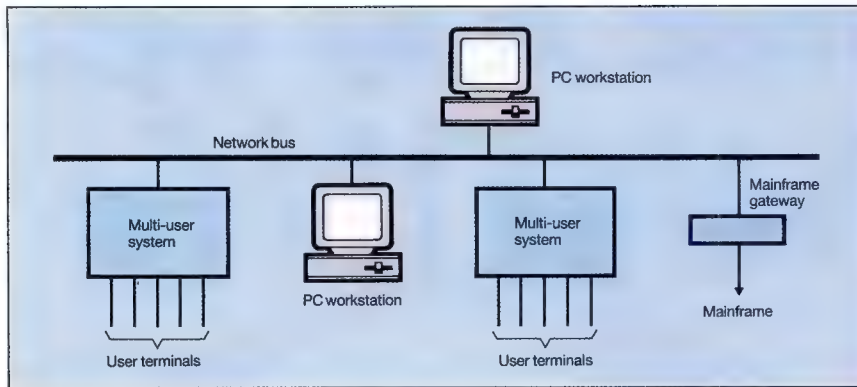 PC workstation
Network bus
Mainframe
gateway
Multi-user
system
Multi-user
system
PC workstation
Mainframe
User terminals
User terminals